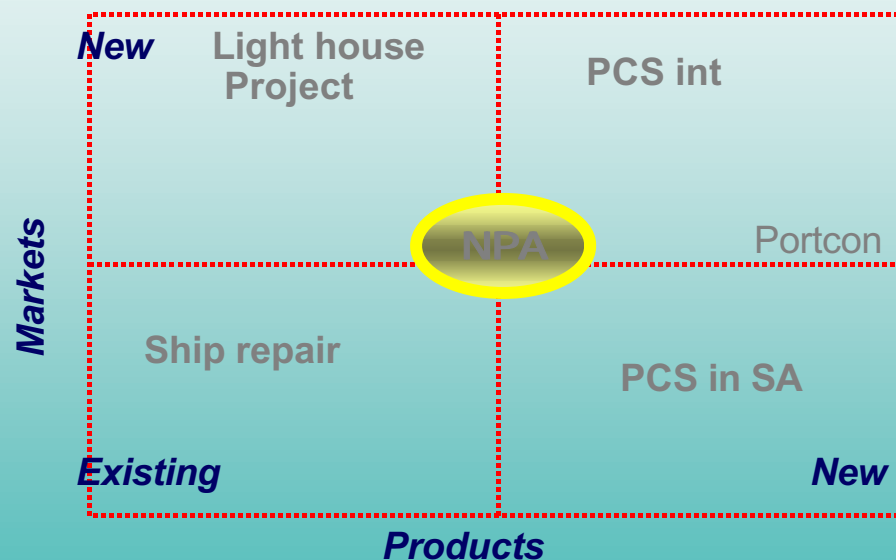 New
Light house
Project
PCS int
NPA
Portcon
Markets
Ship repair
PCS in SA
Existing
New
Products